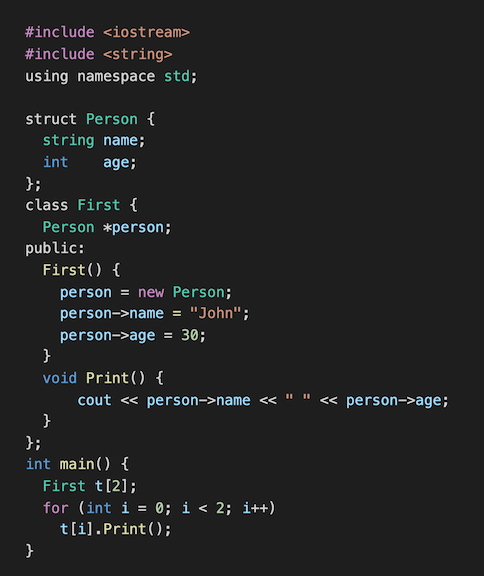 #include <iostream>
#include <string>
using namespace std;

struct Person {
  string name;
  int    age;
};
class First {
  Person *person;
public:
  First() {
    person = new Person;
    person->name = "John";
    person->age = 30;
  }
  void Print() {
      cout << person->name << " " << person->age;
  }
};
int main() {
  First t[2];
  for (int i = 0; i < 2; i++)
    t[i].Print();
}